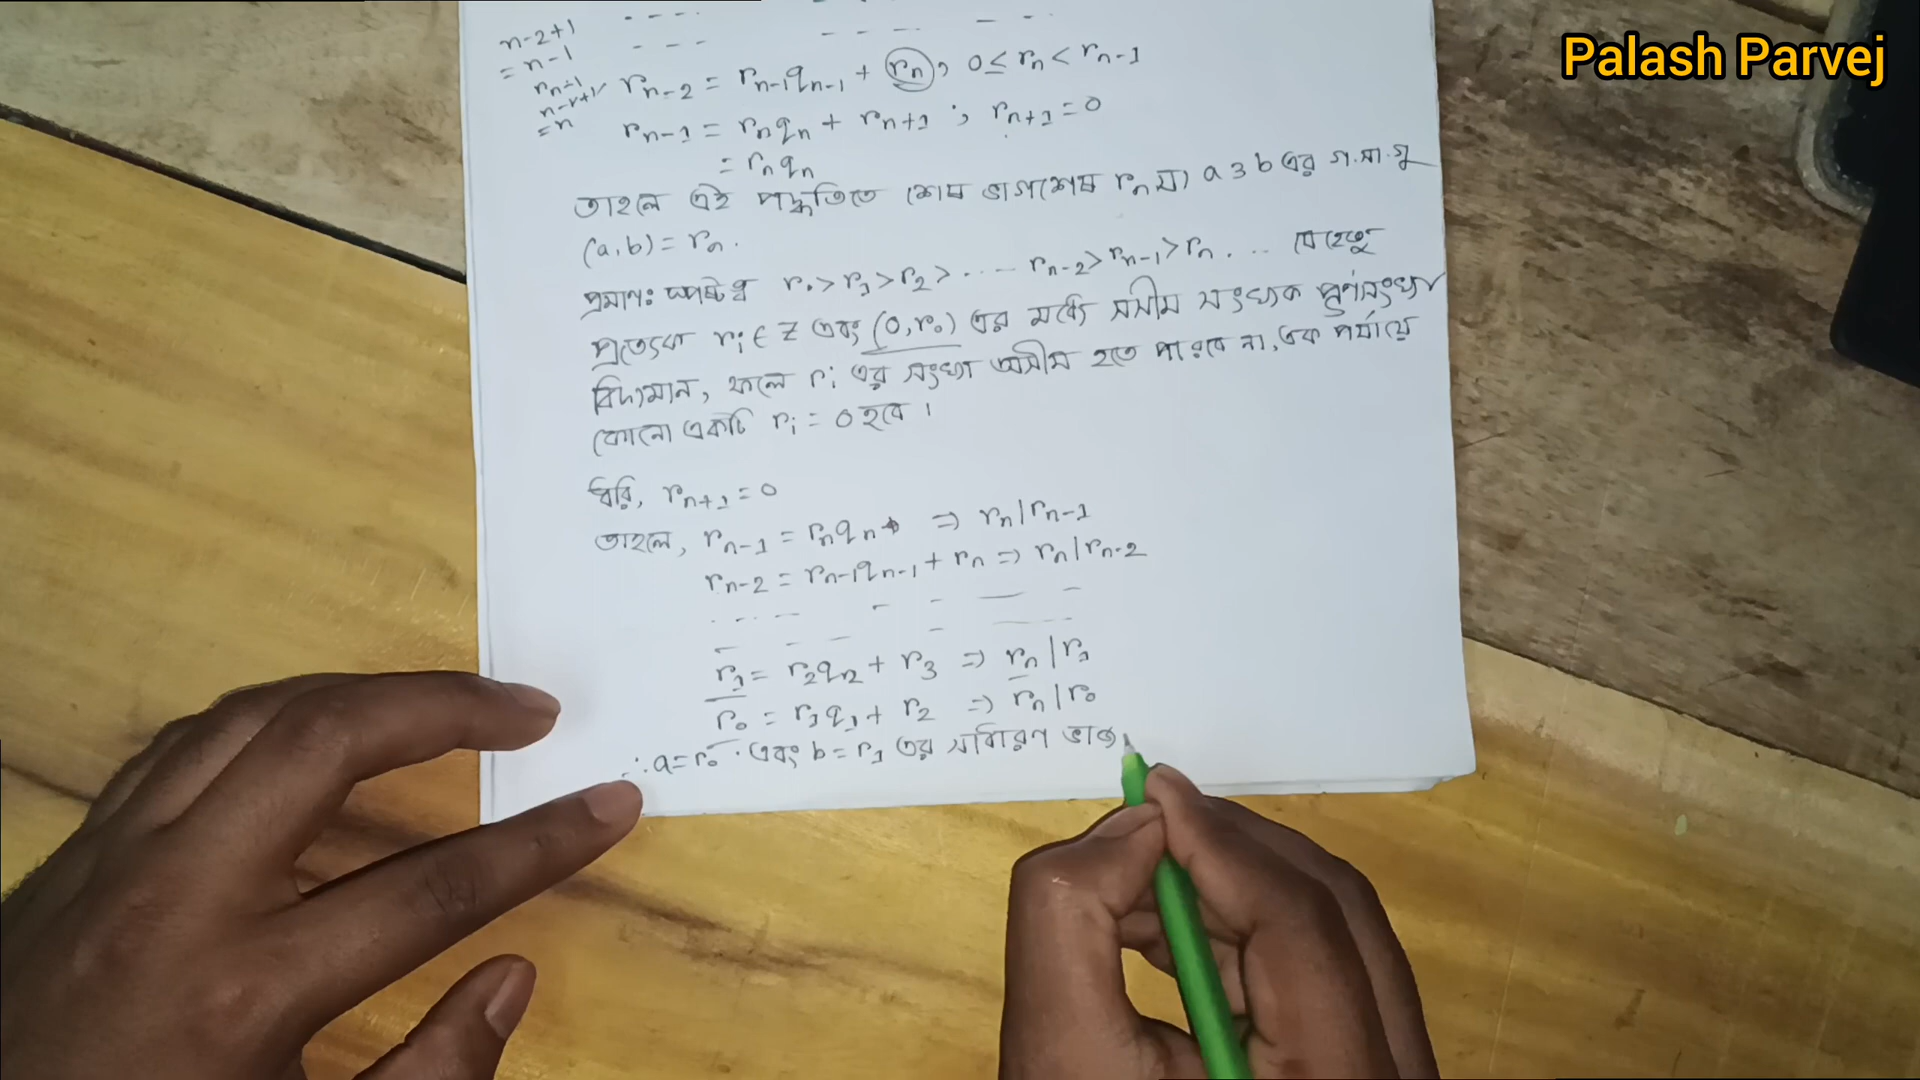 Palash Parvej
n-2+1
= n-1
rn-1
n-1+1
= n
rn-2 = rn-1qn-1 + rn, 0 ≤ rn < rn-1
rn-1 = rnqn + rn+1 ; rn+1 = 0
= rnqn
তাহলে এই পদ্ধতিতে শেষ ভাগশেষ rn যা a ও b এর গ.সা.গু
(a, b) = rn.
প্রমাণঃ স্পষ্টত r0 > r1 > r2 > ..... rn-2 > rn-1 > rn . .. যেহেতু
প্রত্যেক ri ∈ Z এবং (0, r0) এর মধ্যে সসীম সংখ্যক পূর্ণসংখ্যা
বিদ্যমান, ফলে ri এর সংখ্যা অসীম হতে পারবে না, এক পর্যায়ে
কোনো একটি ri = 0 হবে।
ধরি, rn+1 = 0
তাহলে, rn-1 = rnqn ⇒ rn|rn-1
rn-2 = rn-1qn-1 + rn ⇒ rn|rn-2
r1 = r2q2 + r3 ⇒ rn|r1
r0 = r1q1 + r2 ⇒ rn|r0
∴ a = r0 এবং b = r1 এর সাধারণ ভাজ